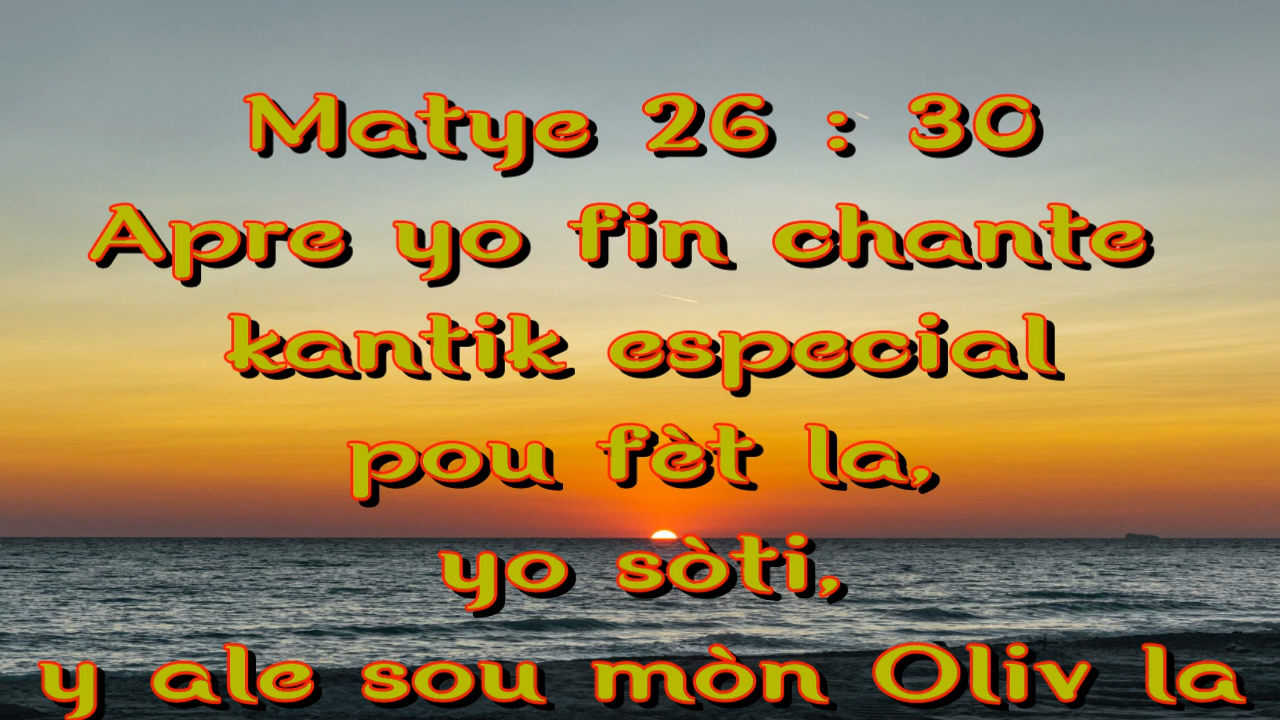 Matye 26 : 30
Apre yo fin chante
kantik especial
pou fèt la,
yo sòti,
y ale sou mòn Oliv la